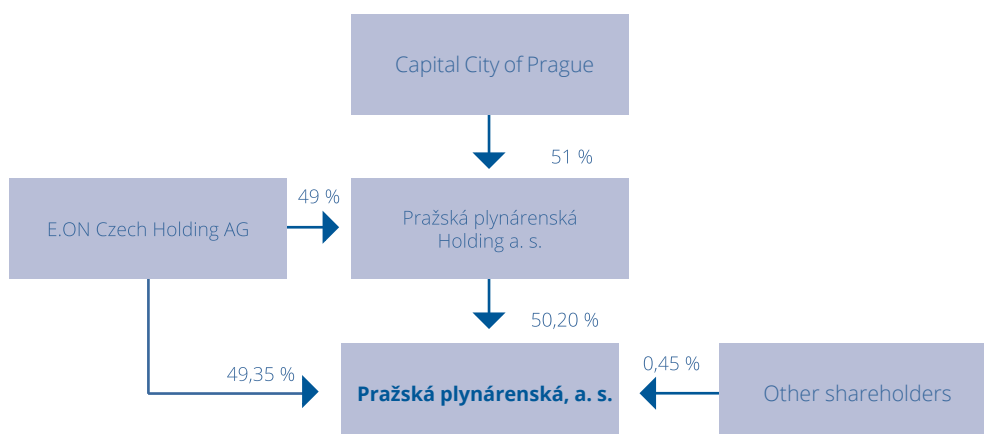 Capital City of Prague
51 %
49 %
E.ON Czech Holding AG
Pražská plynárenská
Holding a. s.
50,20 %
49,35 %
Pražská plynárenská, a. s.
0,45 %
Other shareholders